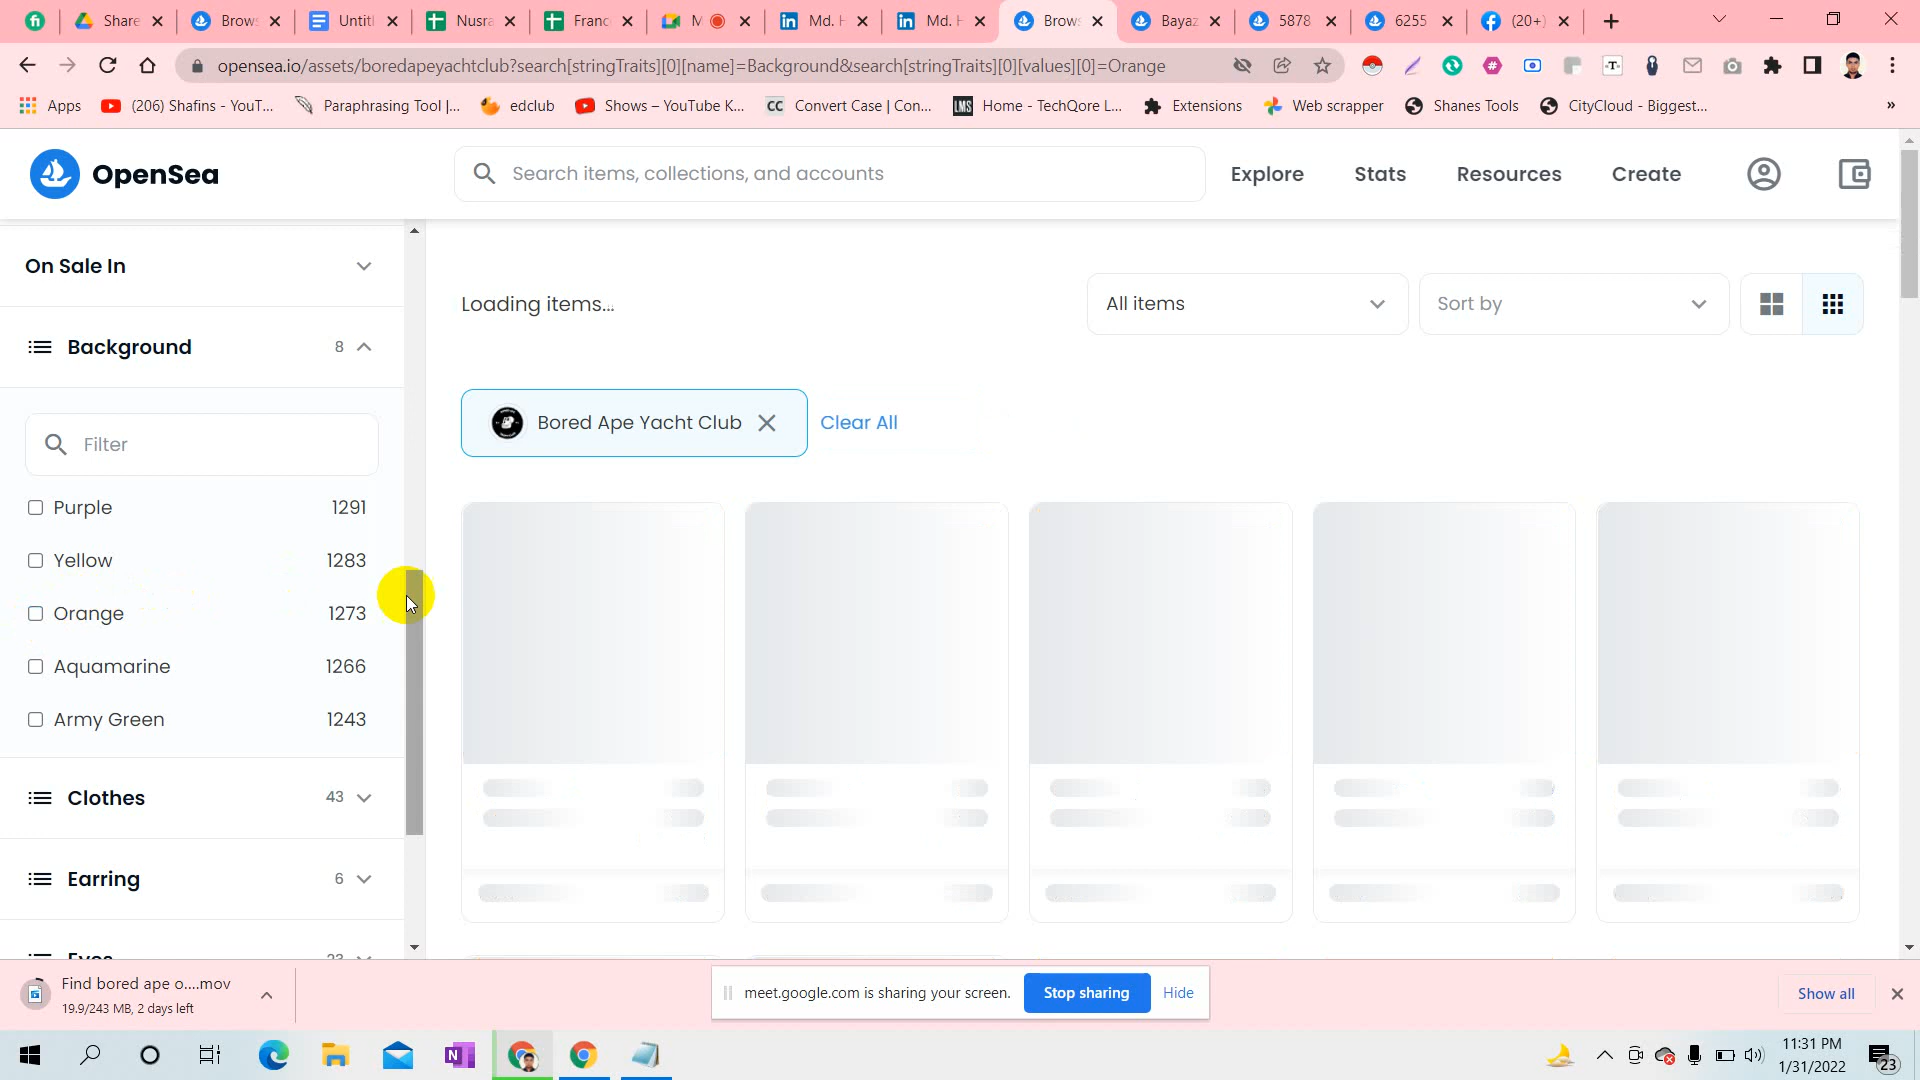 Share
Brow
Untitl
Nusra
Franc
M
Md. H
Md. H
Brow
Bayaz
5878
6255
(20+)
opensea.io/assets/boredapeyachtclub?search[stringTraits][0][name]=Background&search[stringTraits][0][values][0]=Orange
Apps
(206) Shafins - YouT...
Paraphrasing Tool |...
edclub
Shows – YouTube K...
CC
Convert Case | Con...
LMS
Home - TechQore L...
Extensions
Web scrapper
Shanes Tools
CityCloud - Biggest...
»
OpenSea
Search items, collections, and accounts
Explore
Stats
Resources
Create
On Sale In
Loading items...
All items
Sort by
Background 8
Bored Ape Yacht Club
Clear All
Filter
Purple 1291
Yellow 1283
Orange 1273
Aquamarine 1266
Army Green 1243
Clothes 43
Earring 6
Eyes 23
Find bored ape o....mov
19.9/243 MB, 2 days left
meet.google.com is sharing your screen.
Stop sharing
Hide
Show all
11:31 PM
1/31/2022
23